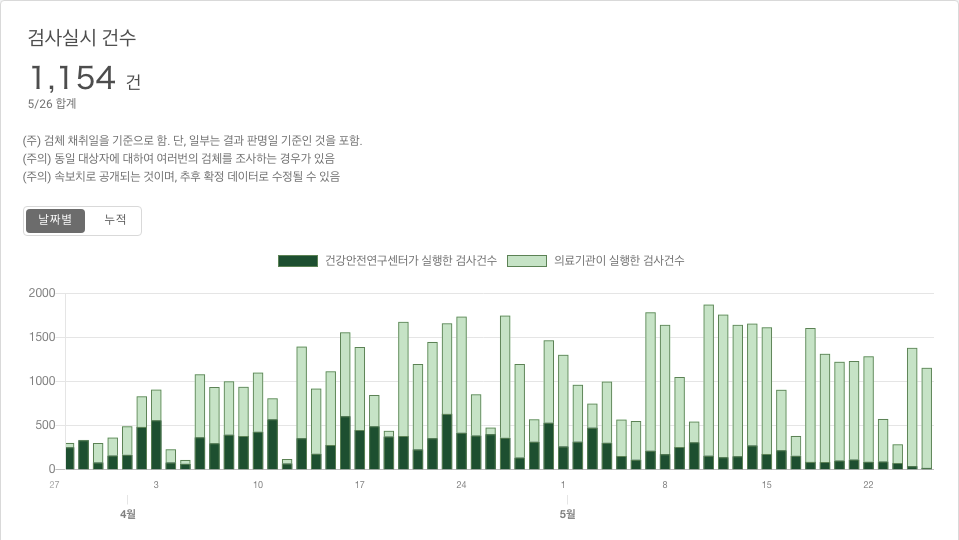 검사실시 건수
1,154 건
5/26 합계
(주) 검체 채취일을 기준으로 함. 단, 일부는 결과 판명일 기준인 것을 포함.
(주의) 동일 대상자에 대하여 여러번의 검체를 조사하는 경우가 있음
(주의) 속보치로 공개되는 것이며, 추후 확정 데이터로 수정될 수 있음
날짜별 누적
건강안전연구센터가 실행한 검사건수 의료기관이 실행한 검사건수
2000
1500
1000
500
0
27 3 10 17 24 1 8 15 22
4월 5월